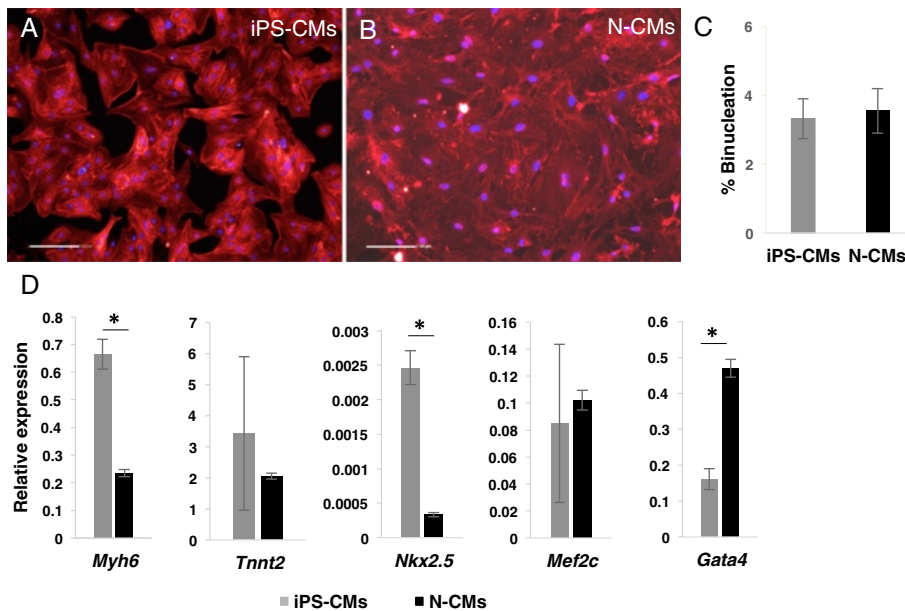 A
iPS-CMs
B
N-CMs
C
% Binucleation
6
4
2
0
iPS-CMs
N-CMs
D
Relative expression
0.8
0.7
0.6
0.5
0.4
0.3
0.2
0.1
0
*
Myh6
7
6
5
4
3
2
1
0
Tnnt2
0.003
0.0025
0.002
0.0015
0.001
0.0005
0
*
Nkx2.5
0.16
0.14
0.12
0.1
0.08
0.06
0.04
0.02
0
Mef2c
0.6
0.5
0.4
0.3
0.2
0.1
0
*
Gata4
iPS-CMs
N-CMs